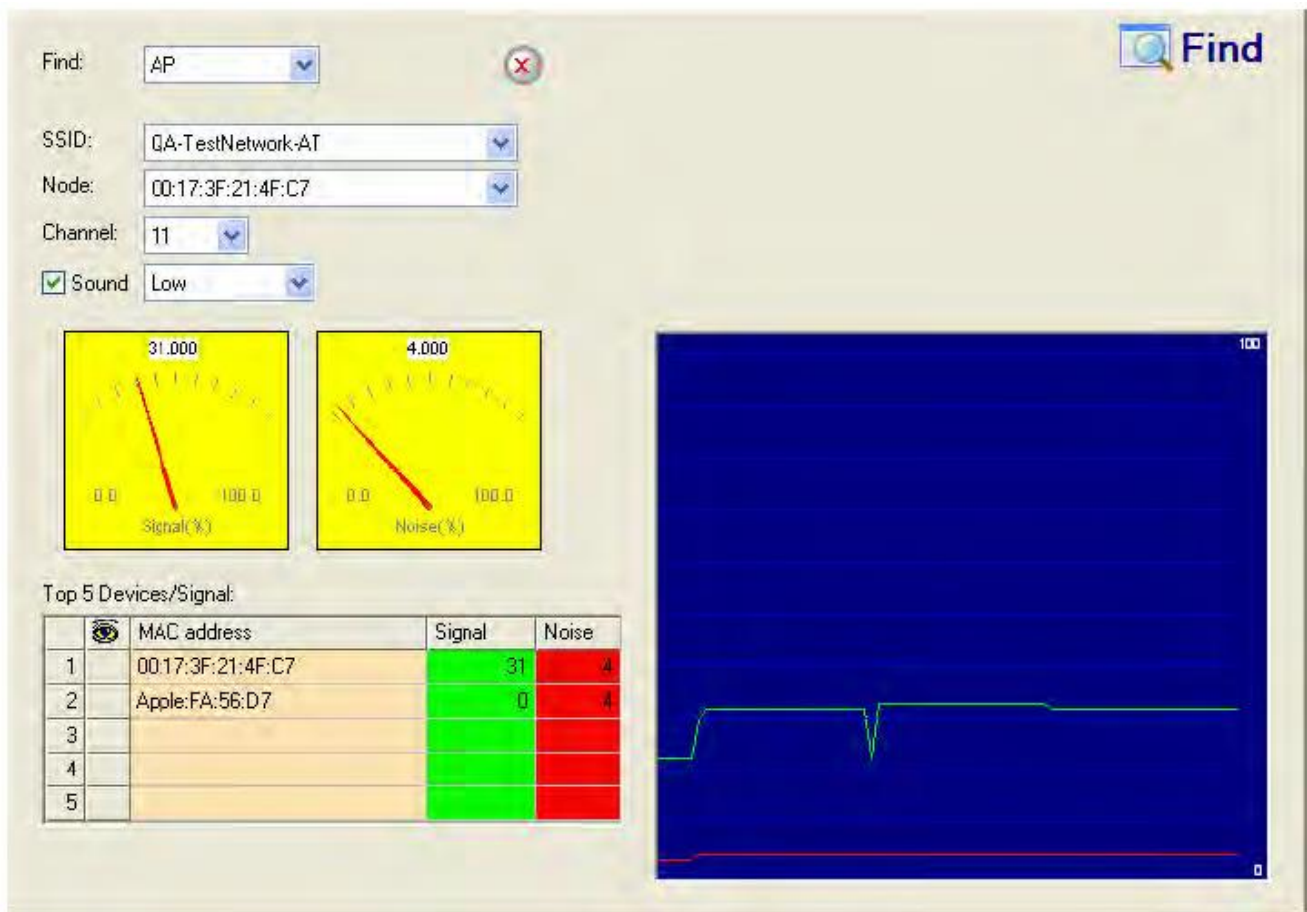 Find: AP
Find
SSID: QA-TestNetwork-AT
Node: 00:17:3F:21:4F:C7
Channel: 11
Sound Low
31.000
0.0 100.0
Signal(%)
4.000
0.0 100.0
Noise(%)
100
0
Top 5 Devices/Signal:
MAC address Signal Noise
1 00:17:3F:21:4F:C7 31 4
2 Apple:FA:56:D7 0 4
3
4
5